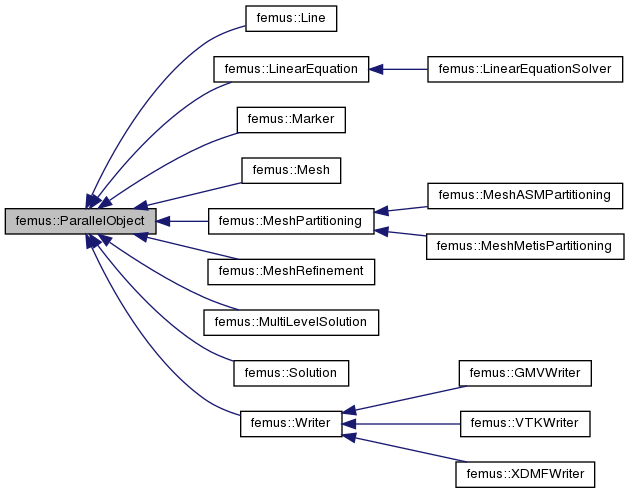 femus::Line
femus::LinearEquation
femus::LinearEquationSolver
femus::Marker
femus::Mesh
femus::MeshASMPartitioning
femus::ParallelObject
femus::MeshPartitioning
femus::MeshMetisPartitioning
femus::MeshRefinement
femus::MultiLevelSolution
femus::Solution
femus::GMVWriter
femus::Writer
femus::VTKWriter
femus::XDMFWriter